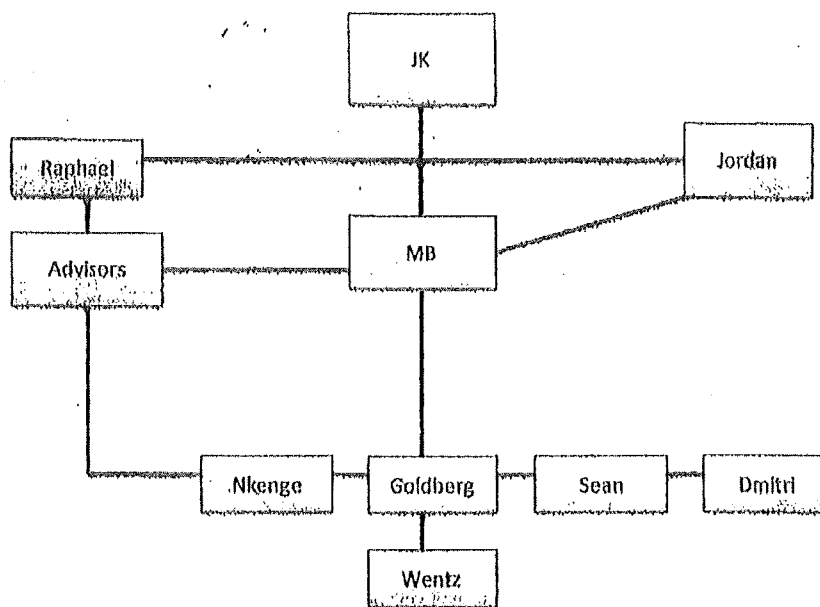 JK
Raphael
Jordan
Advisors
MB
Nkenge
Goldberg
Sean
Dmitri
Wentz